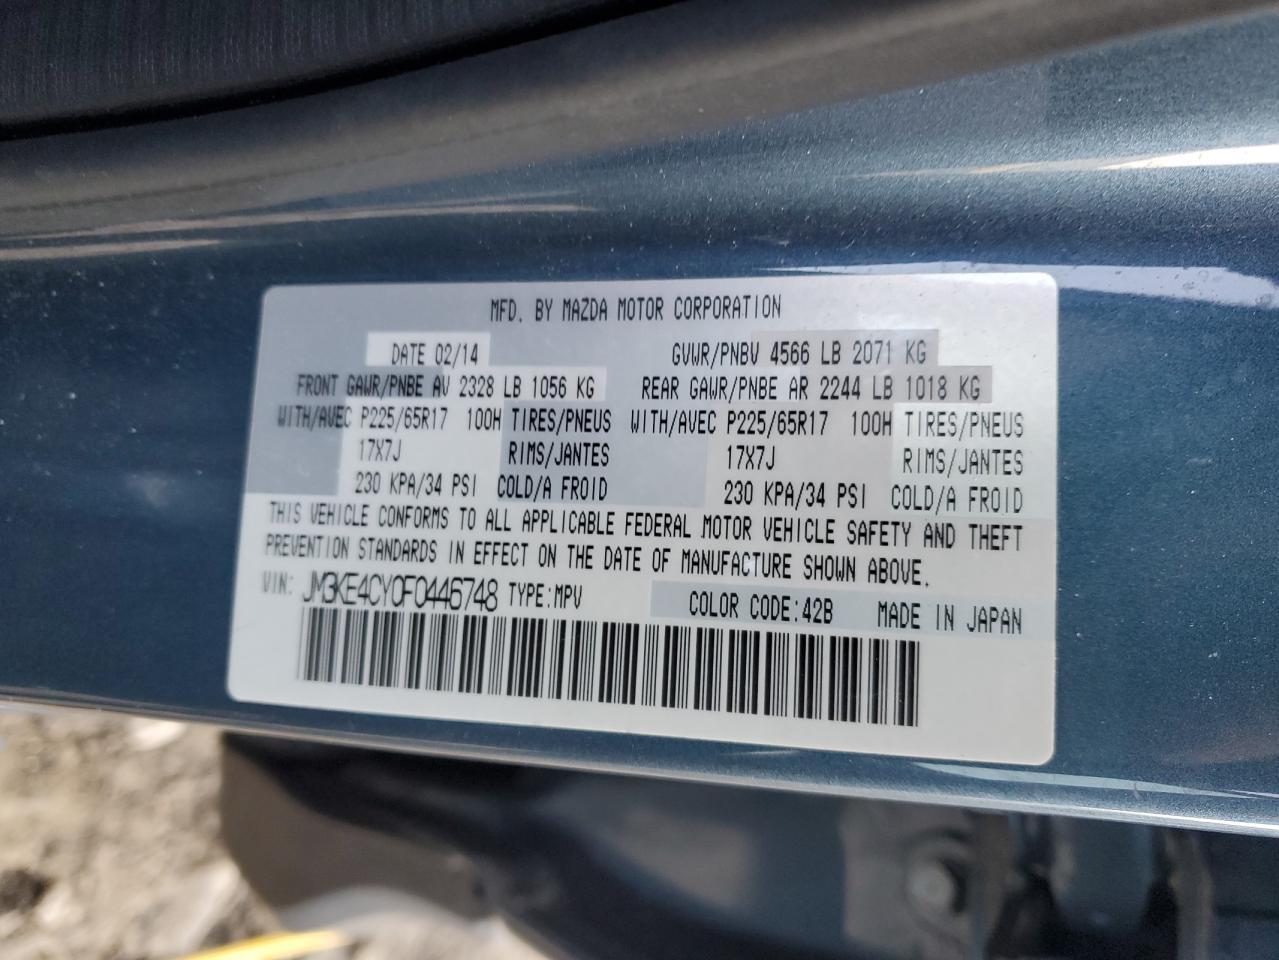 MFD. BY MAZDA MOTOR CORPORATION
DATE 02/14 GVWR/PNBV 4566 LB 2071 KG
FRONT GAWR/PNBE AV 2328 LB 1056 KG REAR GAWR/PNBE AR 2244 LB 1018 KG
WITH/AVEC P225/65R17 100H TIRES/PNEUS WITH/AVEC P225/65R17 100H TIRES/PNEUS
17X7J RIMS/JANTES 17X7J RIMS/JANTES
230 KPA/34 PSI COLD/A FROID 230 KPA/34 PSI COLD/A FROID
THIS VEHICLE CONFORMS TO ALL APPLICABLE FEDERAL MOTOR VEHICLE SAFETY AND THEFT
PREVENTION STANDARDS IN EFFECT ON THE DATE OF MANUFACTURE SHOWN ABOVE.
VIN: JM3KE4CY0F0446748 TYPE:MPV COLOR CODE:42B MADE IN JAPAN